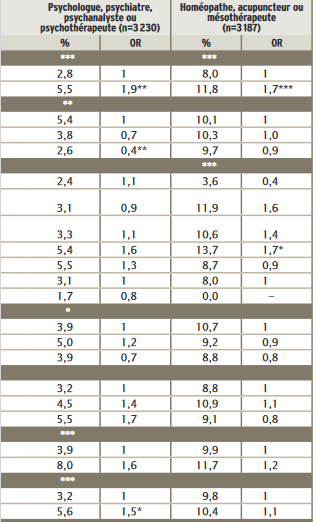 Psychologue, psychiatre, psychanalyste ou psychothérapeute (n=3 230) | Homéopathe, acupuncteur ou mésothérapeute (n=3 187)
% | OR | % | OR
*** | ***
2,8 | 1 | 8,0 | 1
5,5 | 1,9** | 11,8 | 1,7***
**
5,4 | 1 | 10,1 | 1
3,8 | 0,7 | 10,3 | 1,0
2,6 | 0,4** | 9,7 | 0,9
***
2,4 | 1,1 | 3,6 | 0,4
3,1 | 0,9 | 11,9 | 1,6
3,3 | 1,1 | 10,6 | 1,4
5,4 | 1,6 | 13,7 | 1,7*
5,5 | 1,3 | 8,7 | 0,9
3,1 | 1 | 8,0 | 1
1,7 | 0,8 | 0,0 | –
*
3,9 | 1 | 10,7 | 1
5,0 | 1,2 | 9,2 | 0,9
3,9 | 0,7 | 8,8 | 0,8
3,2 | 1 | 8,8 | 1
4,5 | 1,4 | 10,9 | 1,1
5,5 | 1,7 | 9,1 | 0,8
***
3,9 | 1 | 9,9 | 1
8,0 | 1,6 | 11,7 | 1,2
***
3,2 | 1 | 9,8 | 1
5,6 | 1,5* | 10,4 | 1,1